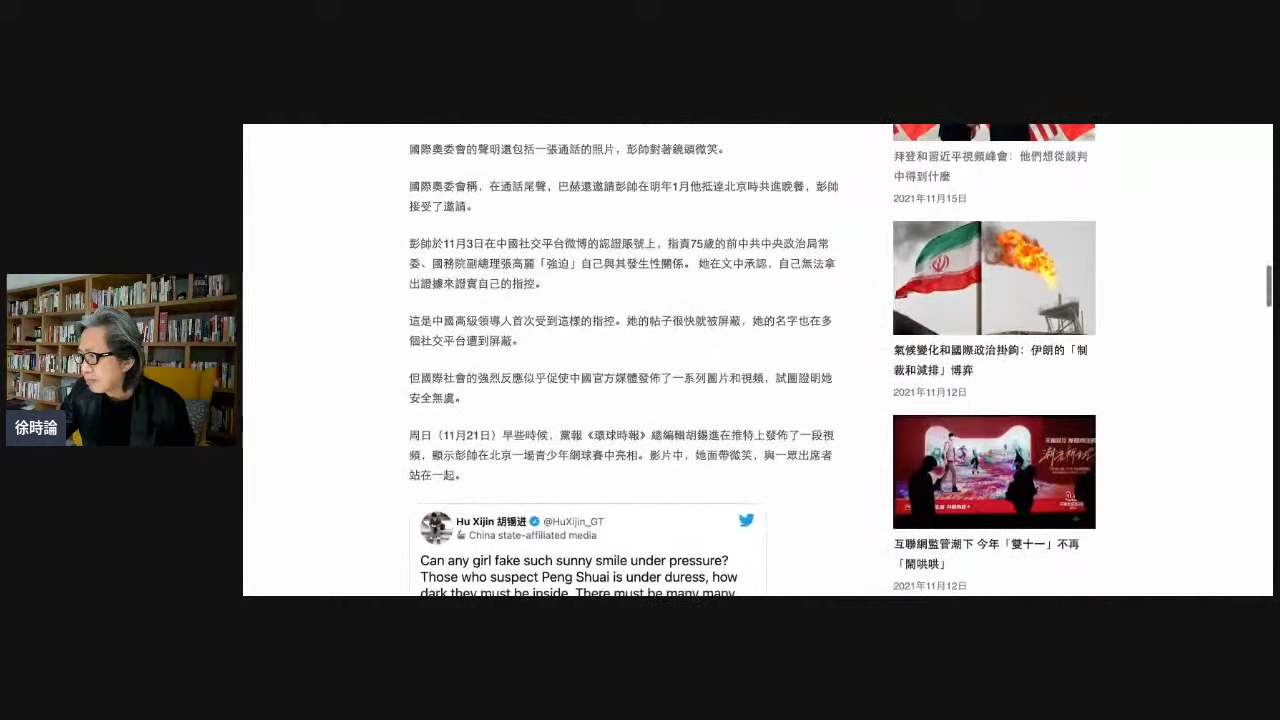 國際奧委會的聲明還包括一張通話的照片，彭帥對著鏡頭微笑。
國際奧委會稱，在通話尾聲，巴赫還邀請彭帥在明年1月他抵達北京時共進晚餐，彭帥
接受了邀請。
彭帥於11月3日在中國社交平台微博的認證賬號上，指責75歲的前中共中央政治局常
委、國務院副總理張高麗「強迫」自己與其發生性關係。 她在文中承認，自己無法拿
出證據來證實自己的指控。
這是中國高級領導人首次受到這樣的指控。她的帖子很快就被屏蔽，她的名字也在多
個社交平台遭到屏蔽。
但國際社會的強烈反應似乎促使中國官方媒體發佈了一系列圖片和視頻，試圖證明她
安全無虞。
周日（11月21日）早些時候，黨報《環球時報》總編輯胡錫進在推特上發佈了一段視
頻，顯示彭帥在北京一場青少年網球賽中亮相。影片中，她面帶微笑，與一眾出席者
站在一起。
Hu Xijin 胡锡进 @HuXijin_GT
China state-affiliated media
Can any girl fake such sunny smile under pressure?
Those who suspect Peng Shuai is under duress, how
dark they must be inside. There must be many many
拜登和習近平視頻峰會：他們想從談判
中得到什麼
2021年11月15日
氣候變化和國際政治掛鉤：伊朗的「制
裁和減排」博弈
2021年11月12日
互聯網監管潮下 今年「雙十一」不再
「鬧哄哄」
2021年11月12日
徐時論